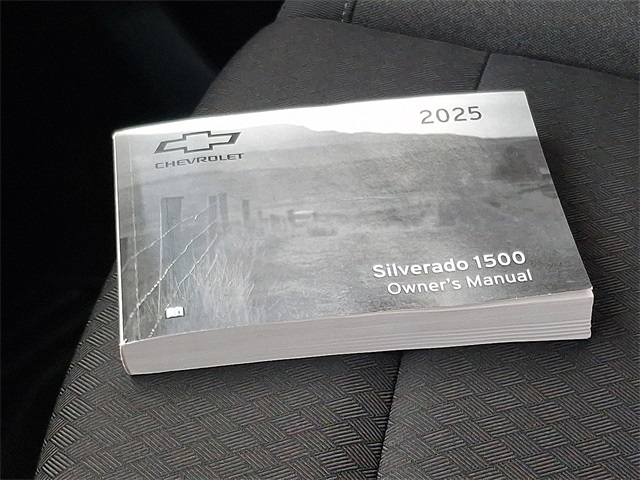 2025
CHEVROLET
Silverado 1500
Owner's Manual